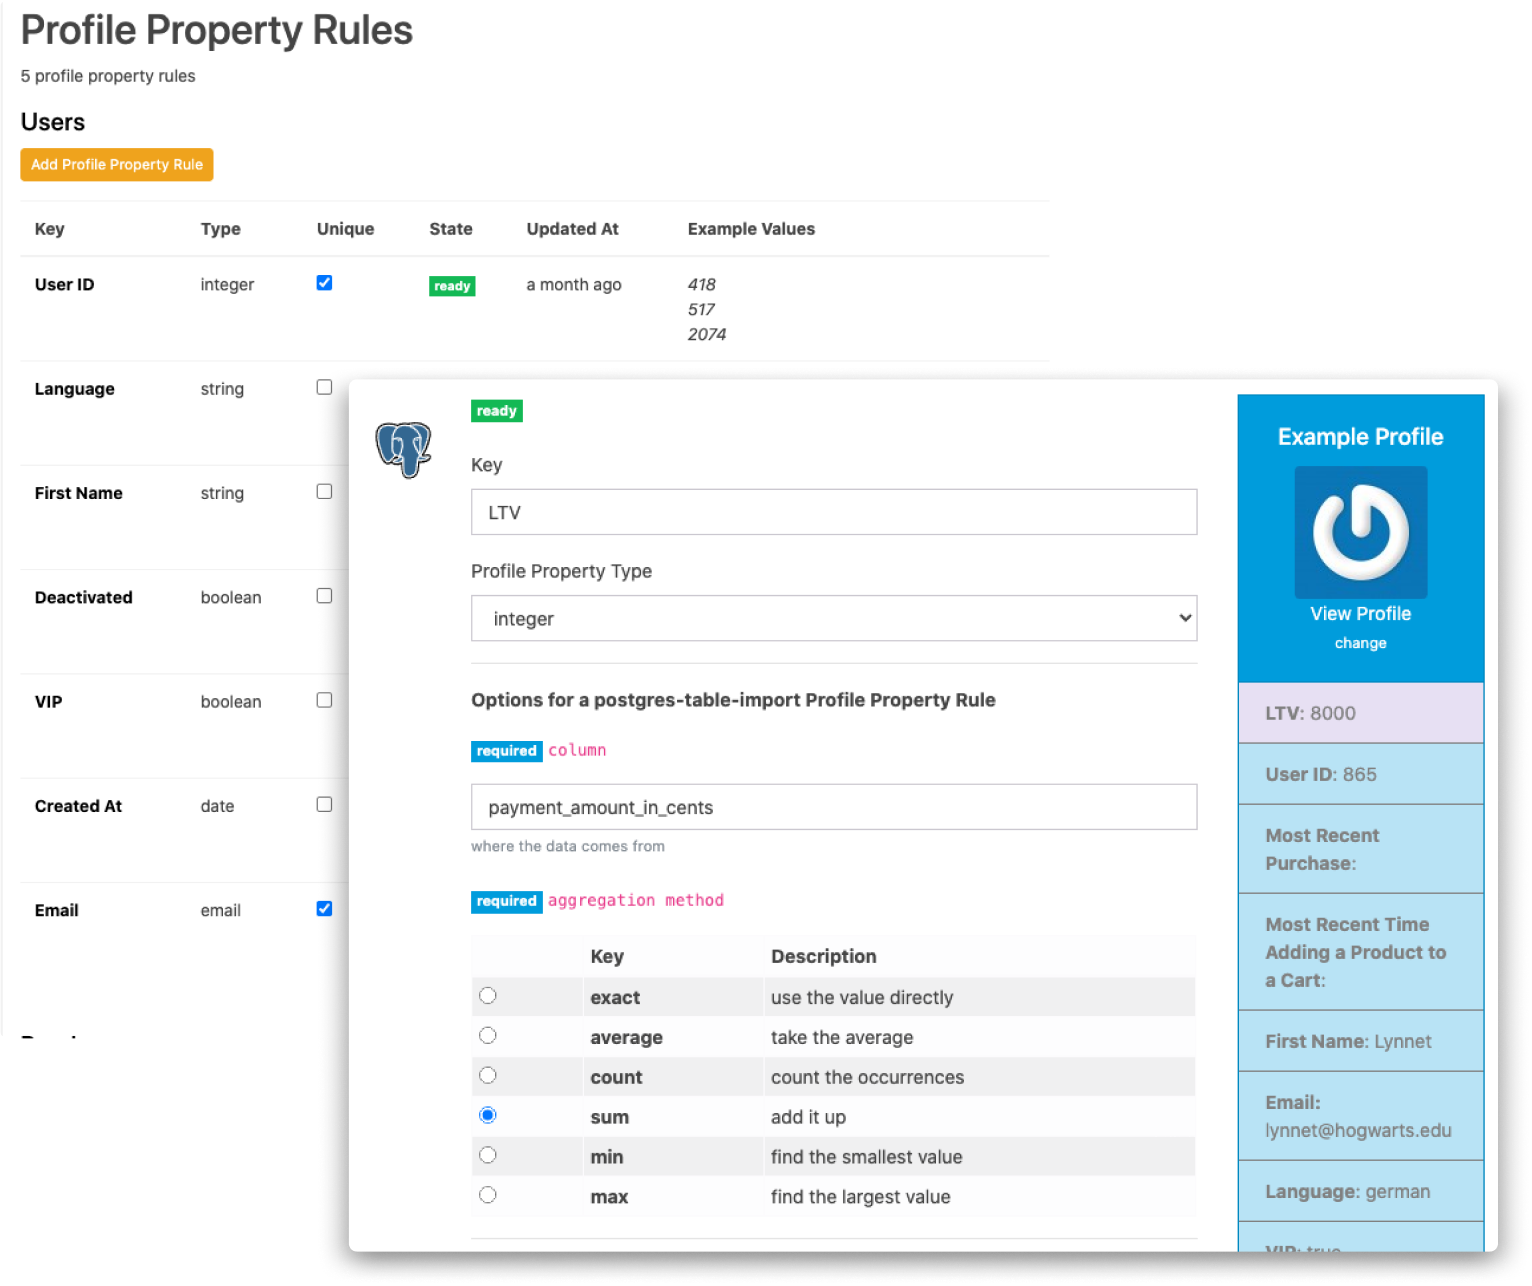 Profile Property Rules
5 profile property rules
Users
Add Profile Property Rule
Key Type Unique State Updated At Example Values
User ID integer ready a month ago 418
517
2074
Language string
First Name string
Deactivated boolean
VIP boolean
Created At date
Email email
ready
Key
LTV
Profile Property Type
integer
Options for a postgres-table-import Profile Property Rule
required column
payment_amount_in_cents
where the data comes from
required aggregation method
Key Description
exact use the value directly
average take the average
count count the occurrences
sum add it up
min find the smallest value
max find the largest value
Example Profile
View Profile
change
LTV: 8000
User ID: 865
Most Recent
Purchase:
Most Recent Time
Adding a Product to
a Cart:
First Name: Lynnet
Email:
lynnet@hogwarts.edu
Language: german
VIP: true